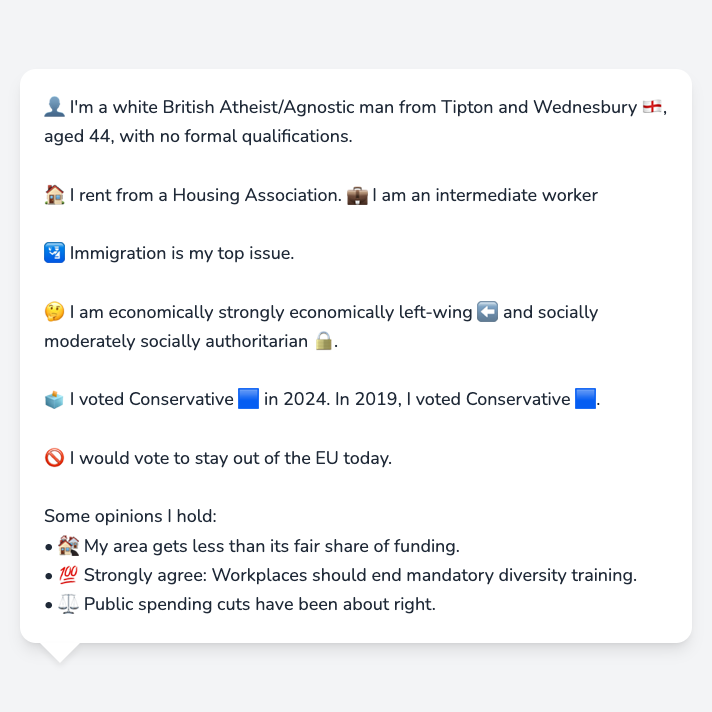 👤 I'm a white British Atheist/Agnostic man from Tipton and Wednesbury 🏴󠁧󠁢󠁥󠁮󠁧󠁿,
aged 44, with no formal qualifications.
🏠 I rent from a Housing Association. 💼 I am an intermediate worker
🛂 Immigration is my top issue.
🤔 I am economically strongly economically left-wing ⬅️ and socially
moderately socially authoritarian 🔒.
🗳️ I voted Conservative 🟦 in 2024. In 2019, I voted Conservative 🟦.
🚫 I would vote to stay out of the EU today.
Some opinions I hold:
• 🏚️ My area gets less than its fair share of funding.
• 💯 Strongly agree: Workplaces should end mandatory diversity training.
• ⚖️ Public spending cuts have been about right.